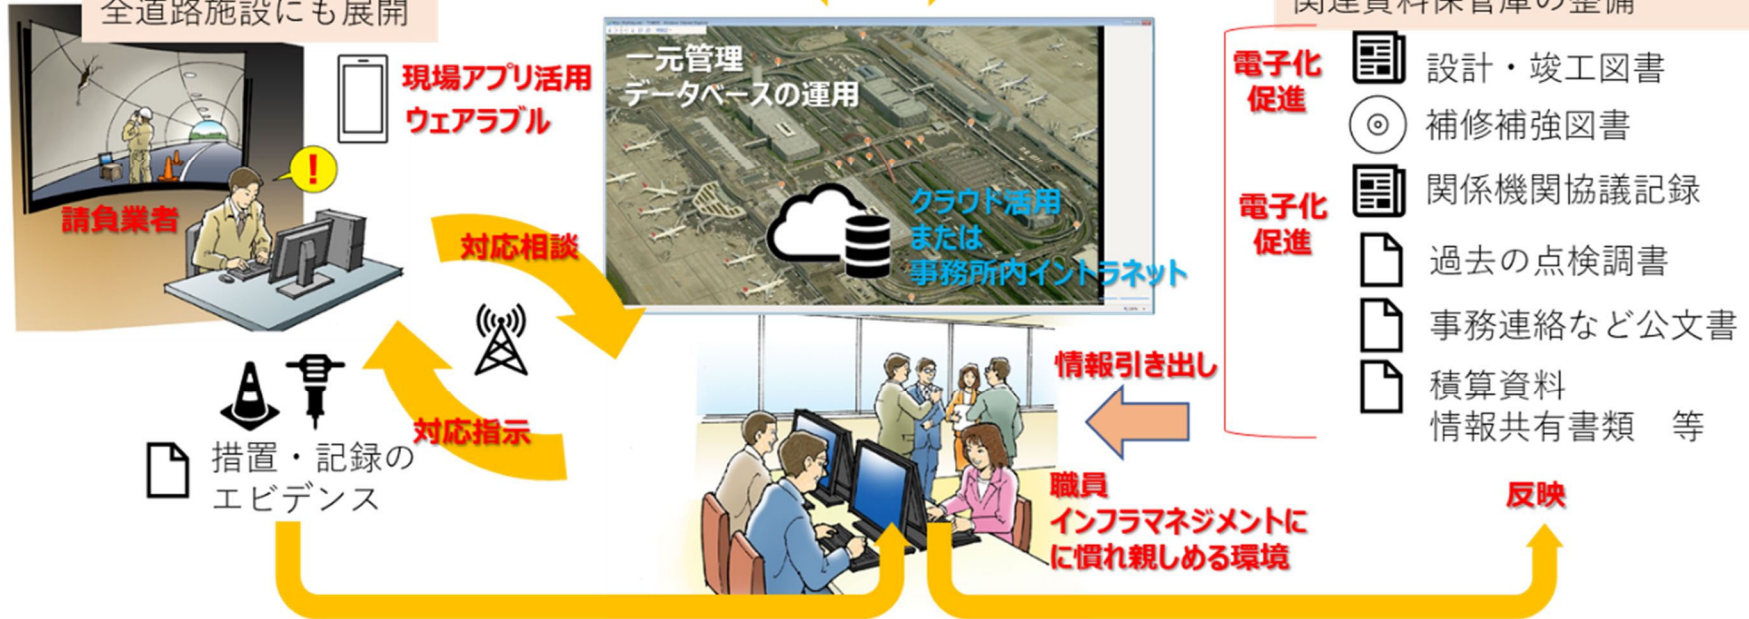 全道路施設にも展開
現場アプリ活用
ウェアラブル
請負業者
!
対応相談
対応指示
措置・記録の
エビデンス
一元管理
データベースの運用
クラウド活用
または
事務所内イントラネット
情報引き出し
職員
インフラマネジメントに
に慣れ親しめる環境
関連資料保管庫の整備
電子化
促進
設計・竣工図書
補修補強図書
電子化
促進
関係機関協議記録
過去の点検調書
事務連絡など公文書
積算資料
情報共有書類　等
反映